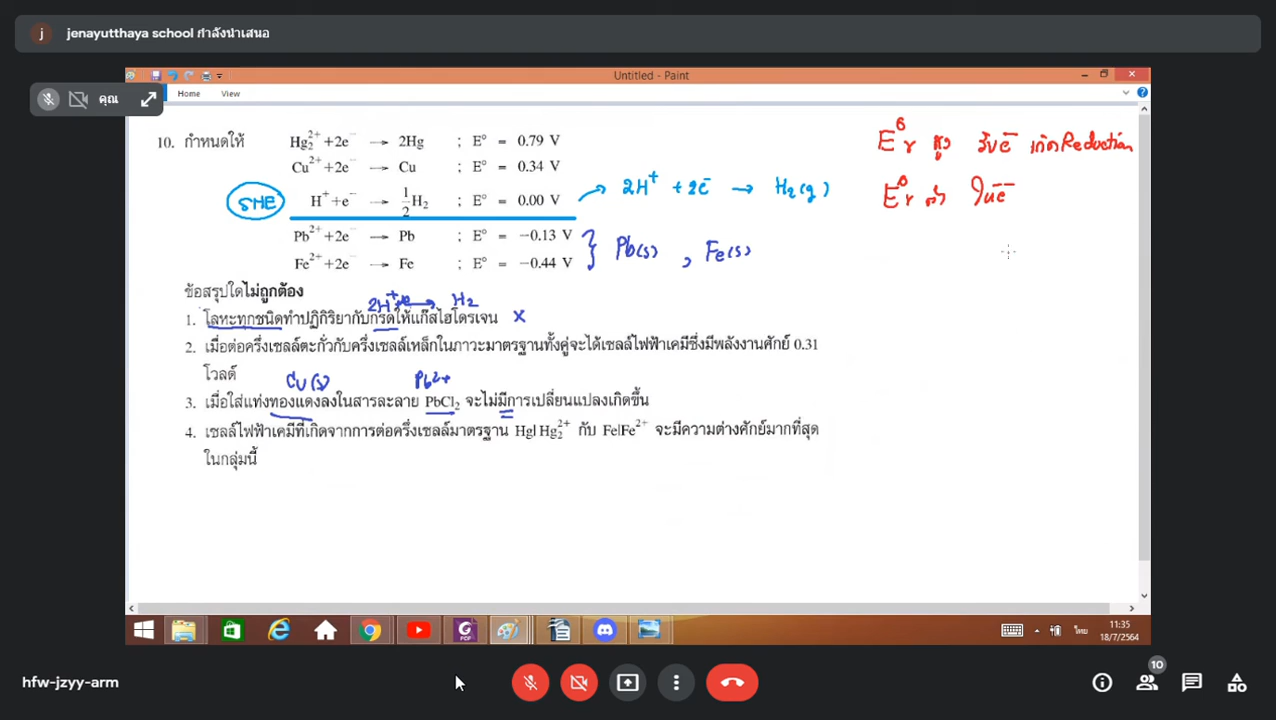 j jenayutthaya school กำลังนำเสนอ
Untitled - Paint
คุณ
Home View
10. กำหนดให้ Hg₂²⁺ +2e⁻ → 2Hg ; E° = 0.79 V
Cu²⁺ +2e⁻ → Cu ; E° = 0.34 V
SHE H⁺ + e⁻ → 1/2 H₂ ; E° = 0.00 V → 2H⁺ + 2e⁻ → H₂(g)
Pb²⁺ +2e⁻ → Pb ; E° = −0.13 V
Fe²⁺ +2e⁻ → Fe ; E° = −0.44 V
} Pb(s) , Fe(s)
E°r สูง รับe⁻ เกิดReduction
E°r ต่ำ ให้e⁻
ข้อสรุปใดไม่ถูกต้อง
2H⁺+e → H₂
1. โลหะทุกชนิดทำปฏิกิริยากับกรดให้แก๊สไฮโดรเจน ×
2. เมื่อต่อครึ่งเซลล์ตะกั่วกับครึ่งเซลล์เหล็กในภาวะมาตรฐานทั้งคู่จะได้เซลล์ไฟฟ้าเคมีซึ่งมีพลังงานศักย์ 0.31
โวลต์
Cu(s) Pb²⁺
3. เมื่อใส่แท่งทองแดงลงในสารละลาย PbCl₂ จะไม่มีการเปลี่ยนแปลงเกิดขึ้น
4. เซลล์ไฟฟ้าเคมีที่เกิดจากการต่อครึ่งเซลล์มาตรฐาน Hg|Hg₂²⁺ กับ Fe|Fe²⁺ จะมีความต่างศักย์มากที่สุด
ในกลุ่มนี้
PDF
ไทย
11:35
18/7/2564
hfw-jzyy-arm
10